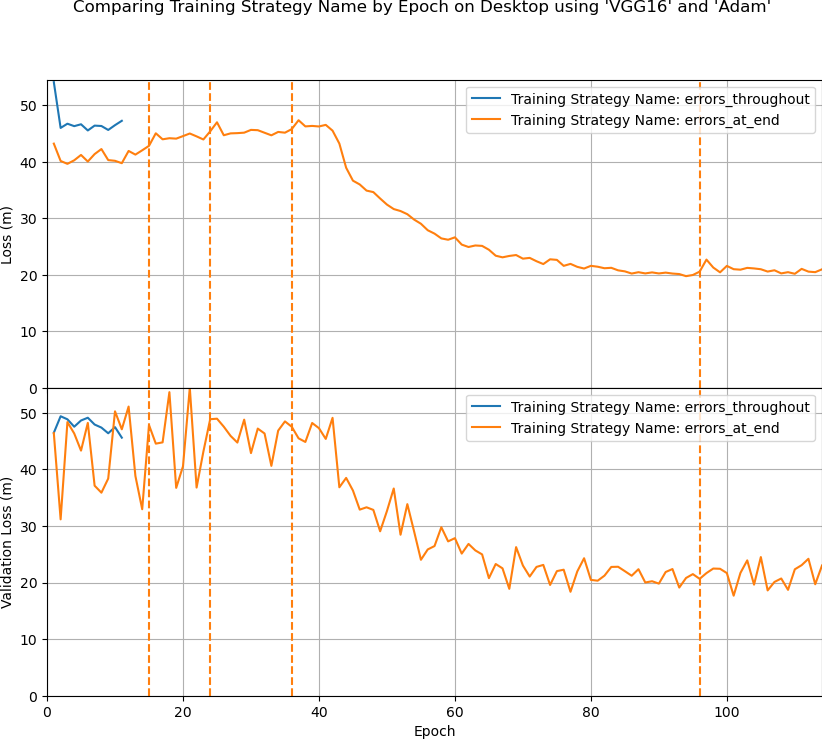 Comparing Training Strategy Name by Epoch on Desktop using 'VGG16' and 'Adam'
Training Strategy Name: errors_throughout
Training Strategy Name: errors_at_end
Loss (m)
50
40
30
20
10
0
Training Strategy Name: errors_throughout
Training Strategy Name: errors_at_end
Validation Loss (m)
50
40
30
20
10
0
0 20 40 60 80 100
Epoch